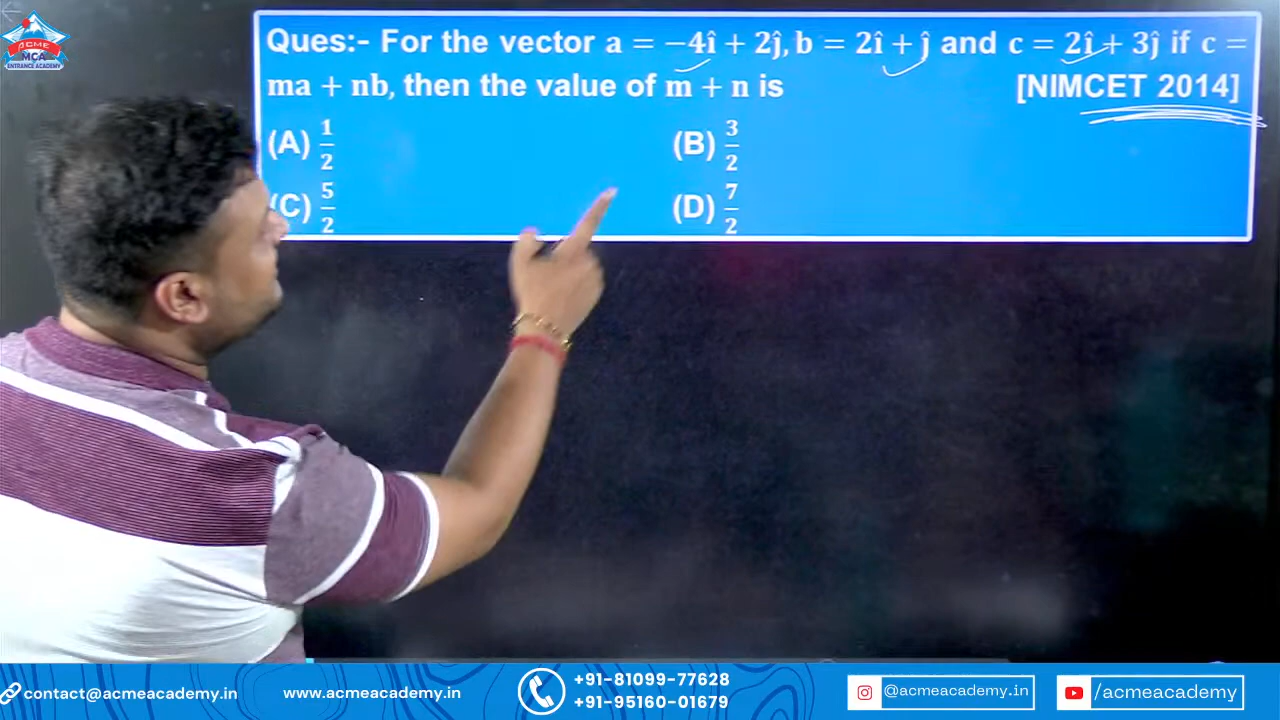 ACME
MCA
ENTRANCE ACADEMY
Ques:- For the vector a = −4î + 2ĵ, b = 2î + ĵ and c = 2î + 3ĵ if c =
ma + nb, then the value of m + n is [NIMCET 2014]
(A) 1/2 (B) 3/2
(C) 5/2 (D) 7/2
contact@acmeacademy.in www.acmeacademy.in +91-81099-77628 @acmeacademy.in /acmeacademy
+91-95160-01679